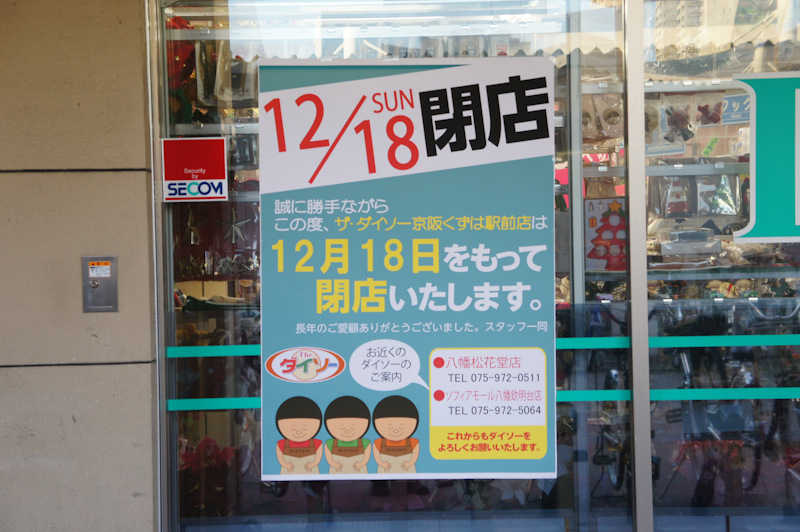 12/18 SUN 閉店
Security
by
SECOM
誠に勝手ながら
この度、ザ・ダイソー京阪くずは駅前店は
12月18日をもって
閉店いたします。
長年のご愛顧ありがとうございました。スタッフ一同
The
ダイソー
お近くの
ダイソーの
ご案内
●八幡松花堂店
TEL 075-972-0511
●ソフィアモール八幡欽明台店
TEL 075-972-5064
これからもダイソーを
よろしくお願いいたします。